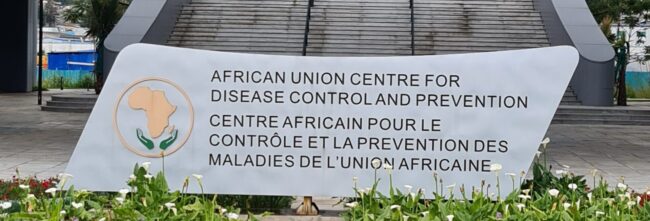 AFRICAN UNION CENTRE FOR
DISEASE CONTROL AND PREVENTION
CENTRE AFRICAIN POUR LE
CONTRÔLE ET LA PREVENTION DES
MALADIES DE L'UNION AFRICAINE